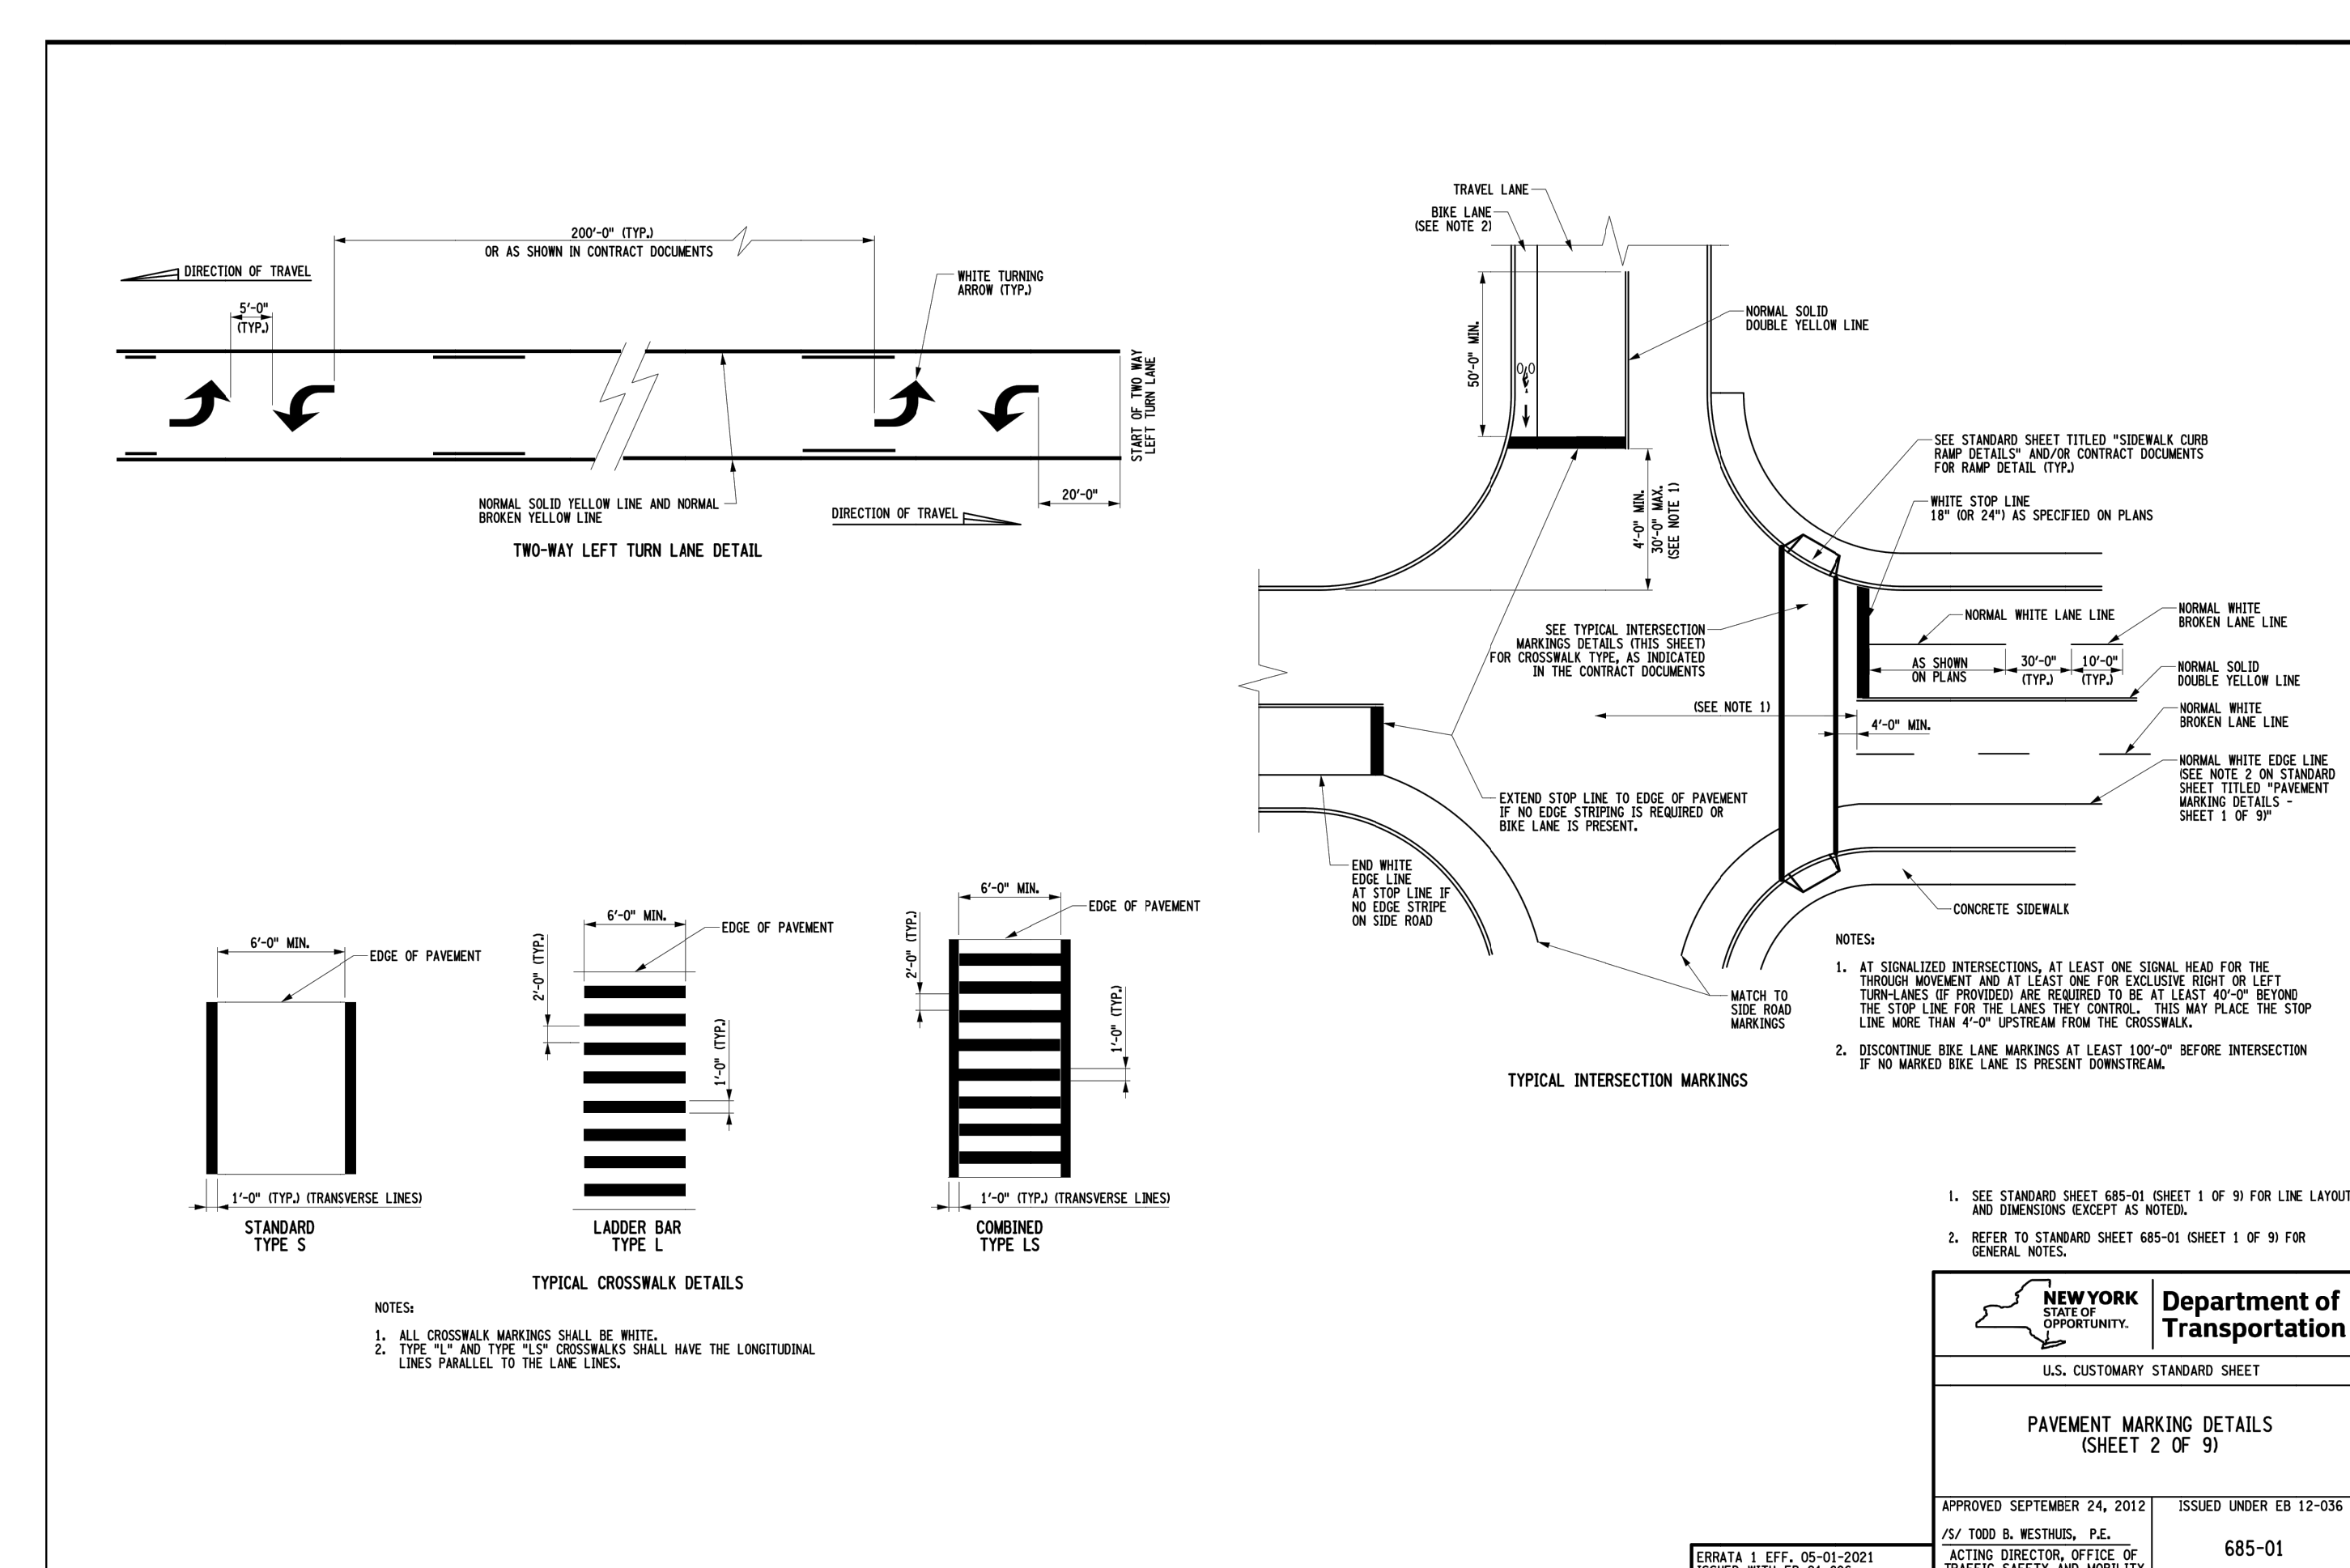 200'-0" (TYP.)
OR AS SHOWN IN CONTRACT DOCUMENTS
DIRECTION OF TRAVEL
WHITE TURNING
ARROW (TYP.)
5'-0"
(TYP.)
START OF TWO WAY
LEFT TURN LANE
20'-0"
NORMAL SOLID YELLOW LINE AND NORMAL
BROKEN YELLOW LINE
DIRECTION OF TRAVEL
TWO-WAY LEFT TURN LANE DETAIL
6'-0" MIN.
EDGE OF PAVEMENT
1'-0" (TYP.) (TRANSVERSE LINES)
STANDARD
TYPE S
6'-0" MIN.
EDGE OF PAVEMENT
2'-0" (TYP.)
1'-0" (TYP.)
LADDER BAR
TYPE L
6'-0" MIN.
EDGE OF PAVEMENT
2'-0" (TYP.)
1'-0" (TYP.)
1'-0" (TYP.) (TRANSVERSE LINES)
COMBINED
TYPE LS
TYPICAL CROSSWALK DETAILS
NOTES:
1. ALL CROSSWALK MARKINGS SHALL BE WHITE.
2. TYPE "L" AND TYPE "LS" CROSSWALKS SHALL HAVE THE LONGITUDINAL
LINES PARALLEL TO THE LANE LINES.
TRAVEL LANE
BIKE LANE
(SEE NOTE 2)
NORMAL SOLID
DOUBLE YELLOW LINE
50'-0" MIN.
SEE STANDARD SHEET TITLED "SIDEWALK CURB
RAMP DETAILS" AND/OR CONTRACT DOCUMENTS
FOR RAMP DETAIL (TYP.)
WHITE STOP LINE
18" (OR 24") AS SPECIFIED ON PLANS
4'-0" MIN.
30'-0" MAX.
(SEE NOTE 1)
SEE TYPICAL INTERSECTION
MARKINGS DETAILS (THIS SHEET)
FOR CROSSWALK TYPE, AS INDICATED
IN THE CONTRACT DOCUMENTS
NORMAL WHITE LANE LINE
NORMAL WHITE
BROKEN LANE LINE
AS SHOWN
ON PLANS
30'-0"
(TYP.)
10'-0"
(TYP.)
NORMAL SOLID
DOUBLE YELLOW LINE
(SEE NOTE 1)
4'-0" MIN.
NORMAL WHITE
BROKEN LANE LINE
NORMAL WHITE EDGE LINE
(SEE NOTE 2 ON STANDARD
SHEET TITLED "PAVEMENT
MARKING DETAILS -
SHEET 1 OF 9)"
EXTEND STOP LINE TO EDGE OF PAVEMENT
IF NO EDGE STRIPING IS REQUIRED OR
BIKE LANE IS PRESENT.
END WHITE
EDGE LINE
AT STOP LINE IF
NO EDGE STRIPE
ON SIDE ROAD
CONCRETE SIDEWALK
MATCH TO
SIDE ROAD
MARKINGS
TYPICAL INTERSECTION MARKINGS
NOTES:
1. AT SIGNALIZED INTERSECTIONS, AT LEAST ONE SIGNAL HEAD FOR THE
THROUGH MOVEMENT AND AT LEAST ONE FOR EXCLUSIVE RIGHT OR LEFT
TURN-LANES (IF PROVIDED) ARE REQUIRED TO BE AT LEAST 40'-0" BEYOND
THE STOP LINE FOR THE LANES THEY CONTROL. THIS MAY PLACE THE STOP
LINE MORE THAN 4'-0" UPSTREAM FROM THE CROSSWALK.
2. DISCONTINUE BIKE LANE MARKINGS AT LEAST 100'-0" BEFORE INTERSECTION
IF NO MARKED BIKE LANE IS PRESENT DOWNSTREAM.
1. SEE STANDARD SHEET 685-01 (SHEET 1 OF 9) FOR LINE LAYOUT
AND DIMENSIONS (EXCEPT AS NOTED).
2. REFER TO STANDARD SHEET 685-01 (SHEET 1 OF 9) FOR
GENERAL NOTES.
NEW YORK
STATE OF
OPPORTUNITY.
Department of
Transportation
U.S. CUSTOMARY STANDARD SHEET
PAVEMENT MARKING DETAILS
(SHEET 2 OF 9)
APPROVED SEPTEMBER 24, 2012
ISSUED UNDER EB 12-036
/S/ TODD B. WESTHUIS, P.E.
ACTING DIRECTOR, OFFICE OF
TRAFFIC SAFETY AND MOBILITY
685-01
ERRATA 1 EFF. 05-01-2021